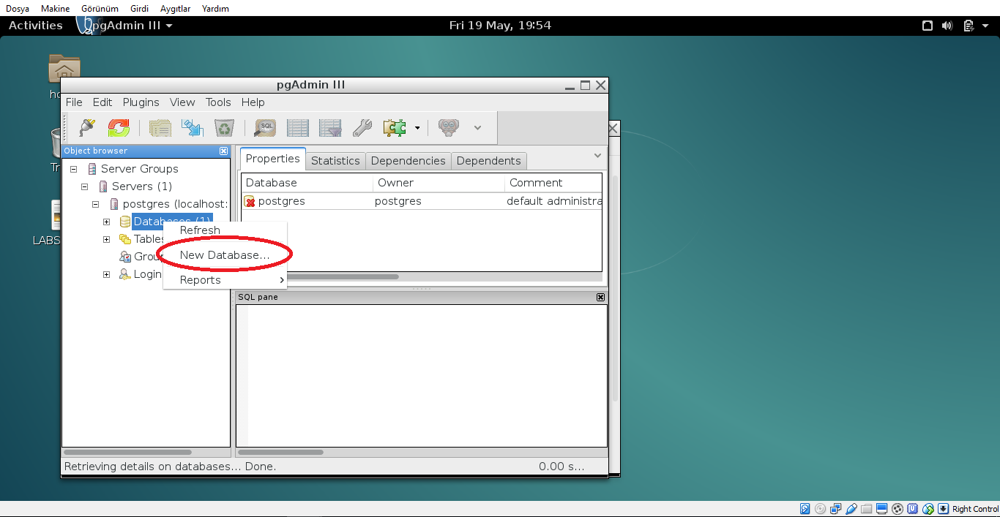 Dosya Makine Görünüm Girdi Aygıtlar Yardım
Activities pgAdmin III Fri 19 May, 19:54
pgAdmin III
File Edit Plugins View Tools Help
SQL
Object browser
Properties Statistics Dependencies Dependents
Server Groups
Servers (1)
postgres (localhost:
Databases (1)
Tables
Grou
Login
Database Owner Comment
postgres postgres default administra
Refresh
New Database...
Reports
LABS
SQL pane
Retrieving details on databases... Done. 0.00 s...
Right Control